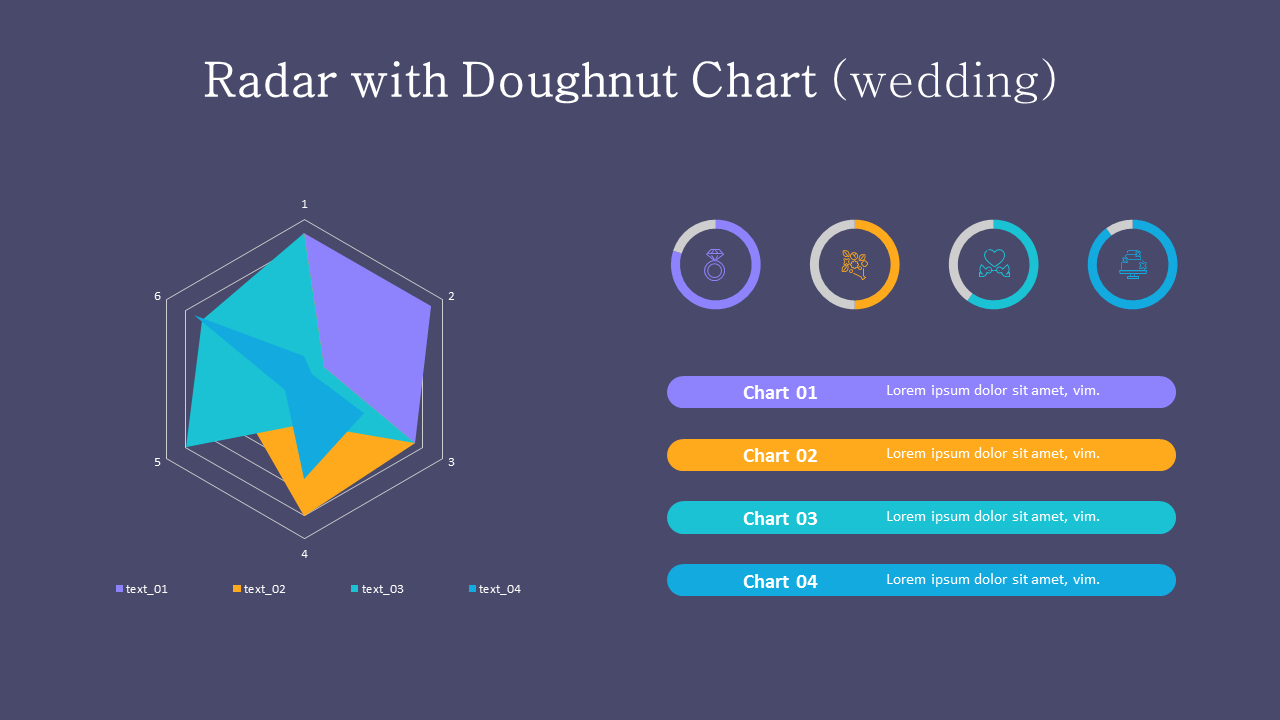 Radar with Doughnut Chart (wedding)
1
6
2
5
3
4
text_01
text_02
text_03
text_04
Chart 01 Lorem ipsum dolor sit amet, vim.
Chart 02 Lorem ipsum dolor sit amet, vim.
Chart 03 Lorem ipsum dolor sit amet, vim.
Chart 04 Lorem ipsum dolor sit amet, vim.